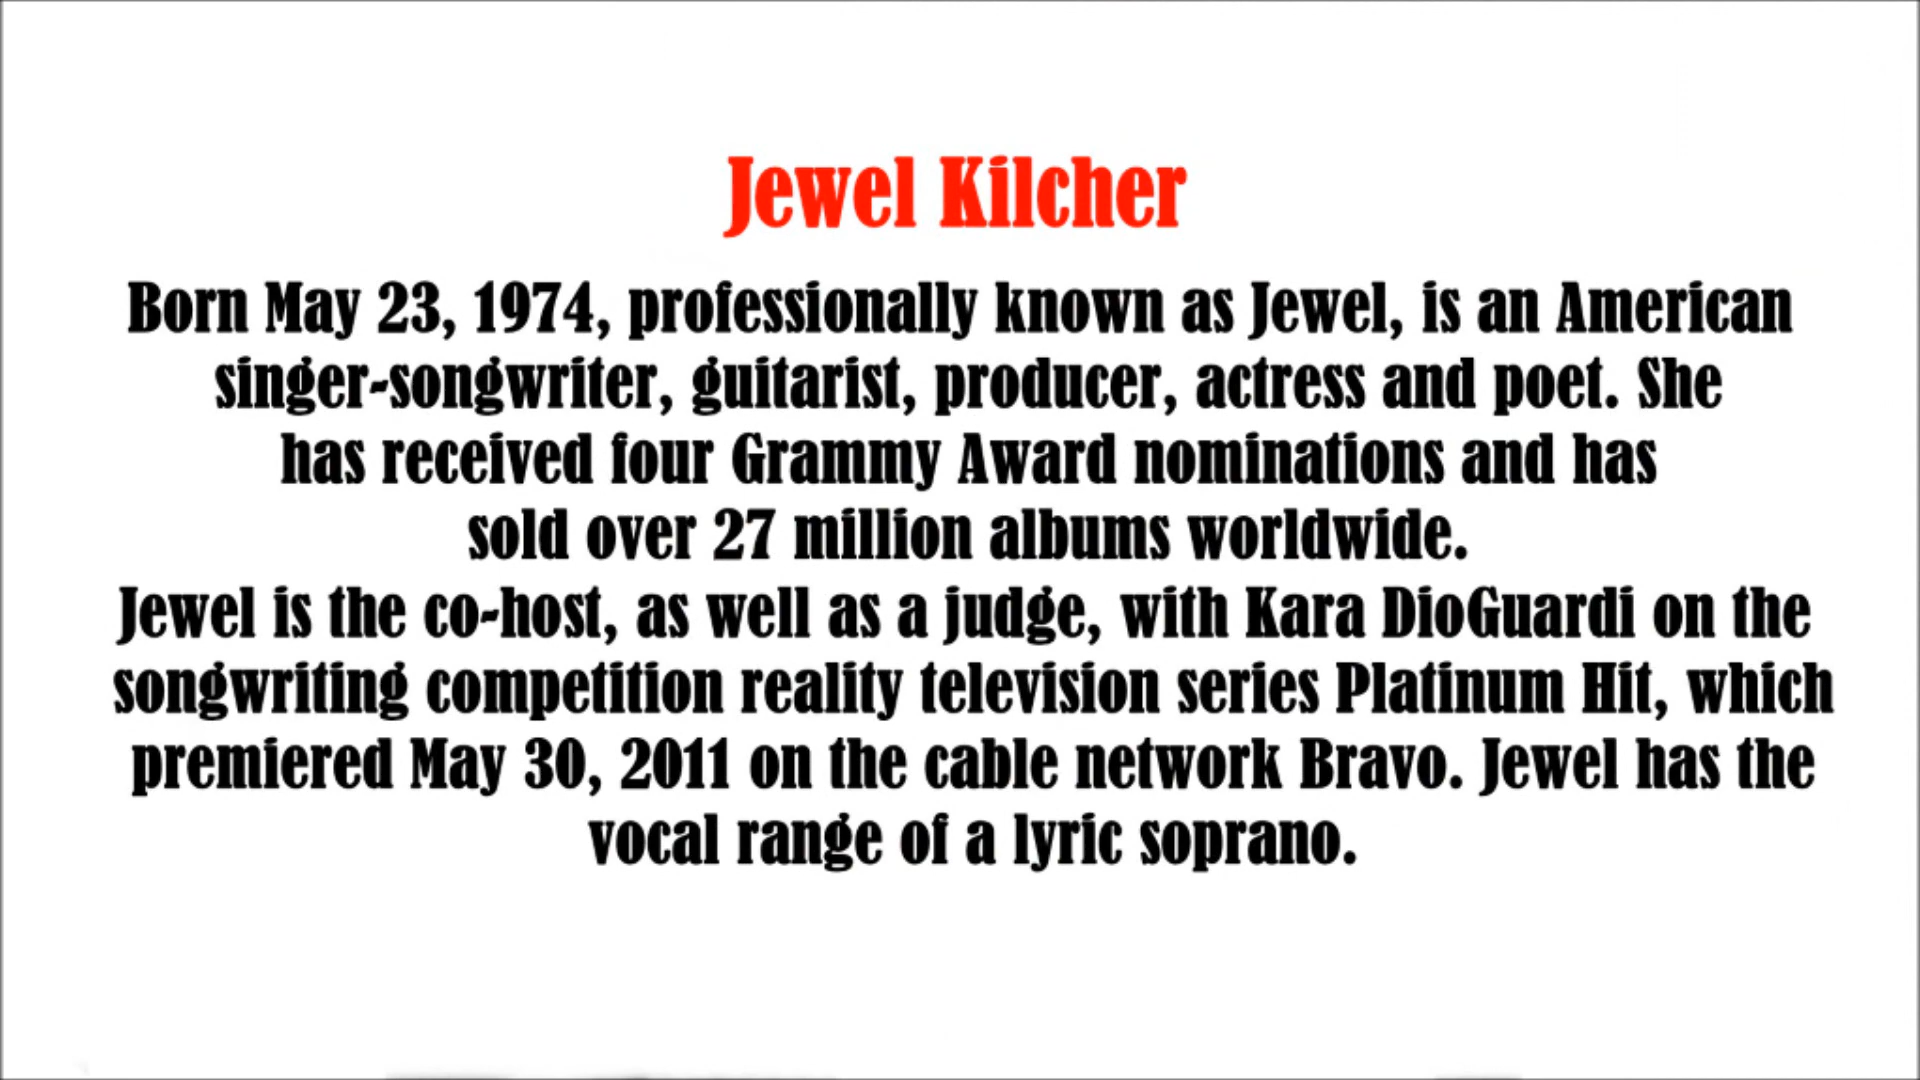 Jewel Kilcher
Born May 23, 1974, professionally known as Jewel, is an American
singer-songwriter, guitarist, producer, actress and poet. She
has received four Grammy Award nominations and has
sold over 27 million albums worldwide.
Jewel is the co-host, as well as a judge, with Kara DioGuardi on the
songwriting competition reality television series Platinum Hit, which
premiered May 30, 2011 on the cable network Bravo. Jewel has the
vocal range of a lyric soprano.